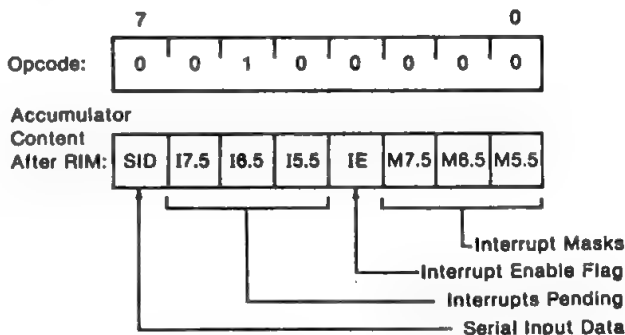 7 0
Opcode: 0 0 1 0 0 0 0 0
Accumulator
Content
After RIM: SID I7.5 I6.5 I5.5 IE M7.5 M6.5 M5.5
Interrupt Masks
Interrupt Enable Flag
Interrupts Pending
Serial Input Data